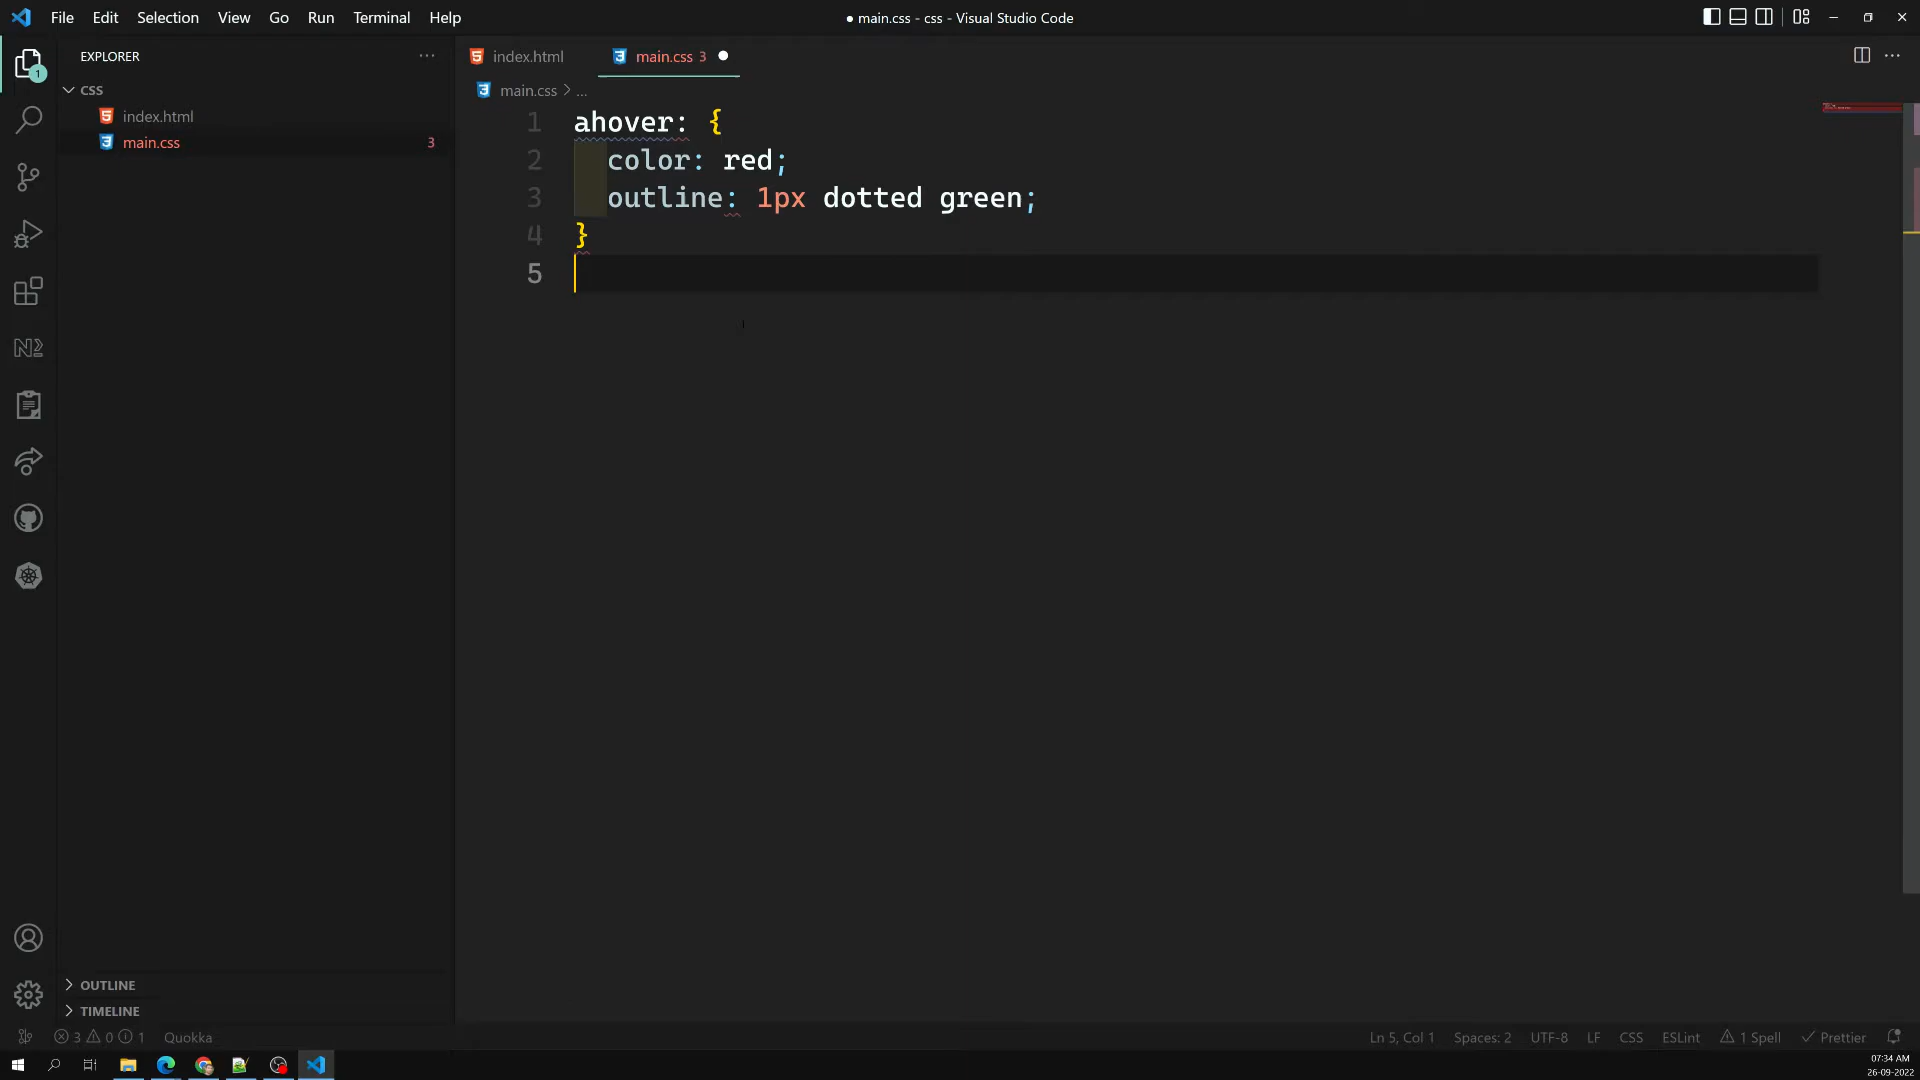 File Edit Selection View Go Run Terminal Help
● main.css - css - Visual Studio Code
EXPLORER
CSS
index.html
main.css 3
index.html
main.css 3
main.css > ...
1 ahover: {
2 color: red;
3 outline: 1px dotted green;
4 }
5
1
OUTLINE
TIMELINE
3 0 1 Quokka
Ln 5, Col 1 Spaces: 2 UTF-8 LF CSS ESLint 1 Spell Prettier
07:34 AM
26-09-2022